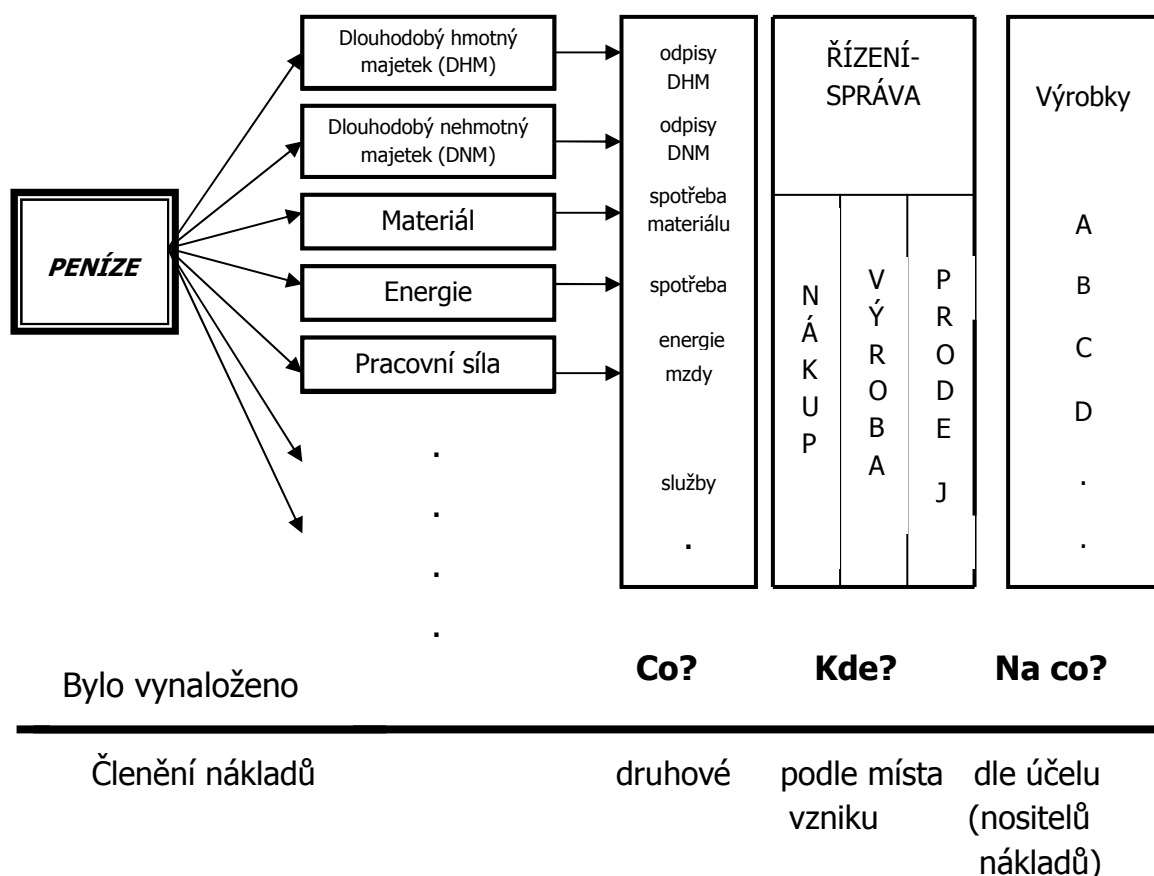 Dlouhodobý hmotný
majetek (DHM)
Dlouhodobý nehmotný
majetek (DNM)
Materiál
Energie
Pracovní síla
.
.
.
.
PENÍZE
odpisy
DHM
odpisy
DNM
spotřeba
materiálu
spotřeba
energie
mzdy
služby
.
ŘÍZENÍ-
SPRÁVA
N
Á
K
U
P
V
Ý
R
O
B
A
P
R
O
D
E
J
Výrobky
A
B
C
D
.
.
Bylo vynaloženo
Co?
Kde?
Na co?
Členění nákladů
druhové
podle místa
vzniku
dle účelu
(nositelů
nákladů)